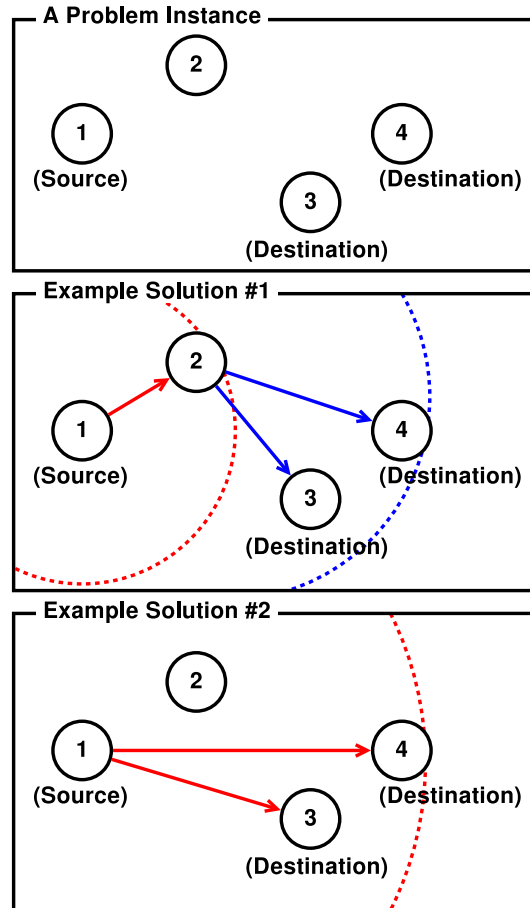 A Problem Instance
2
1
4
(Source)
(Destination)
3
(Destination)
Example Solution #1
2
1
4
(Source)
(Destination)
3
(Destination)
Example Solution #2
2
1
4
(Source)
(Destination)
3
(Destination)